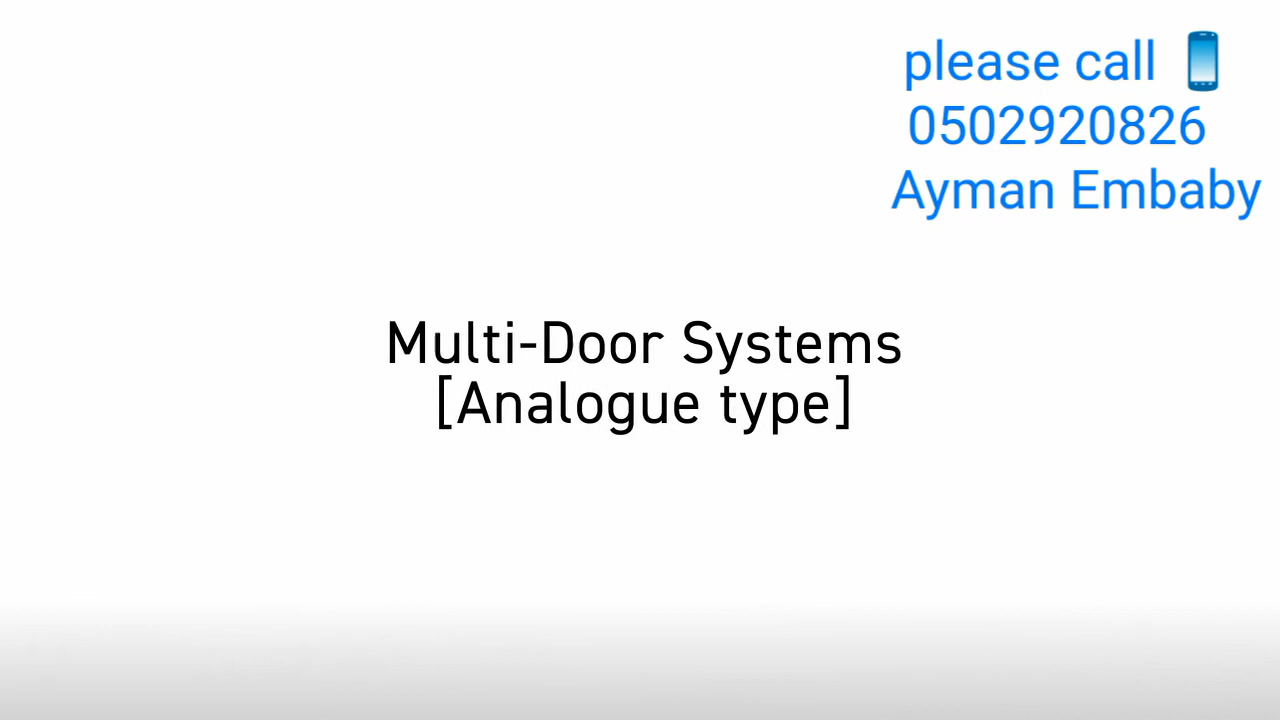 please call 📱
0502920826
Ayman Embaby
Multi-Door Systems
[Analogue type]